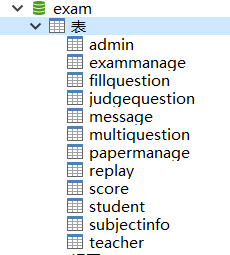 exam
表
admin
exammanage
fillquestion
judgequestion
message
multiquestion
papermanage
replay
score
student
subjectinfo
teacher